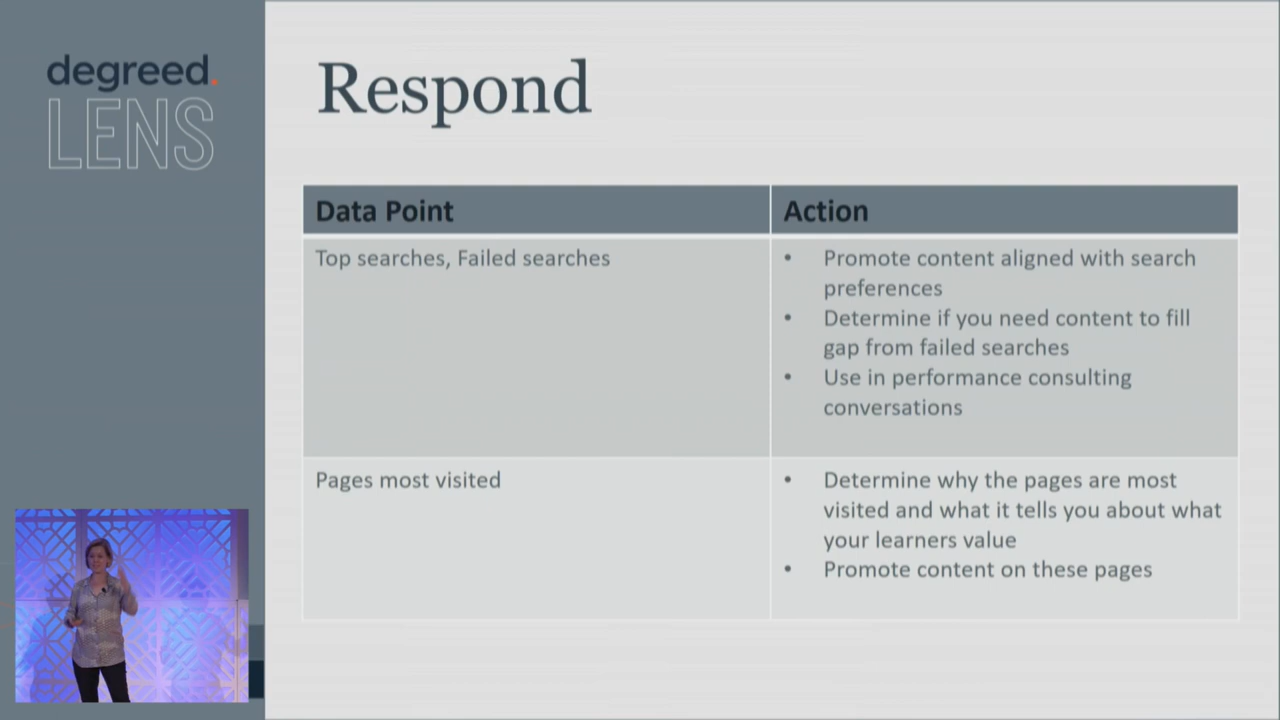 degreed.
LENS
Respond
Data Point
Action
Top searches, Failed searches
• Promote content aligned with search
preferences
• Determine if you need content to fill
gap from failed searches
• Use in performance consulting
conversations
Pages most visited
• Determine why the pages are most
visited and what it tells you about what
your learners value
• Promote content on these pages